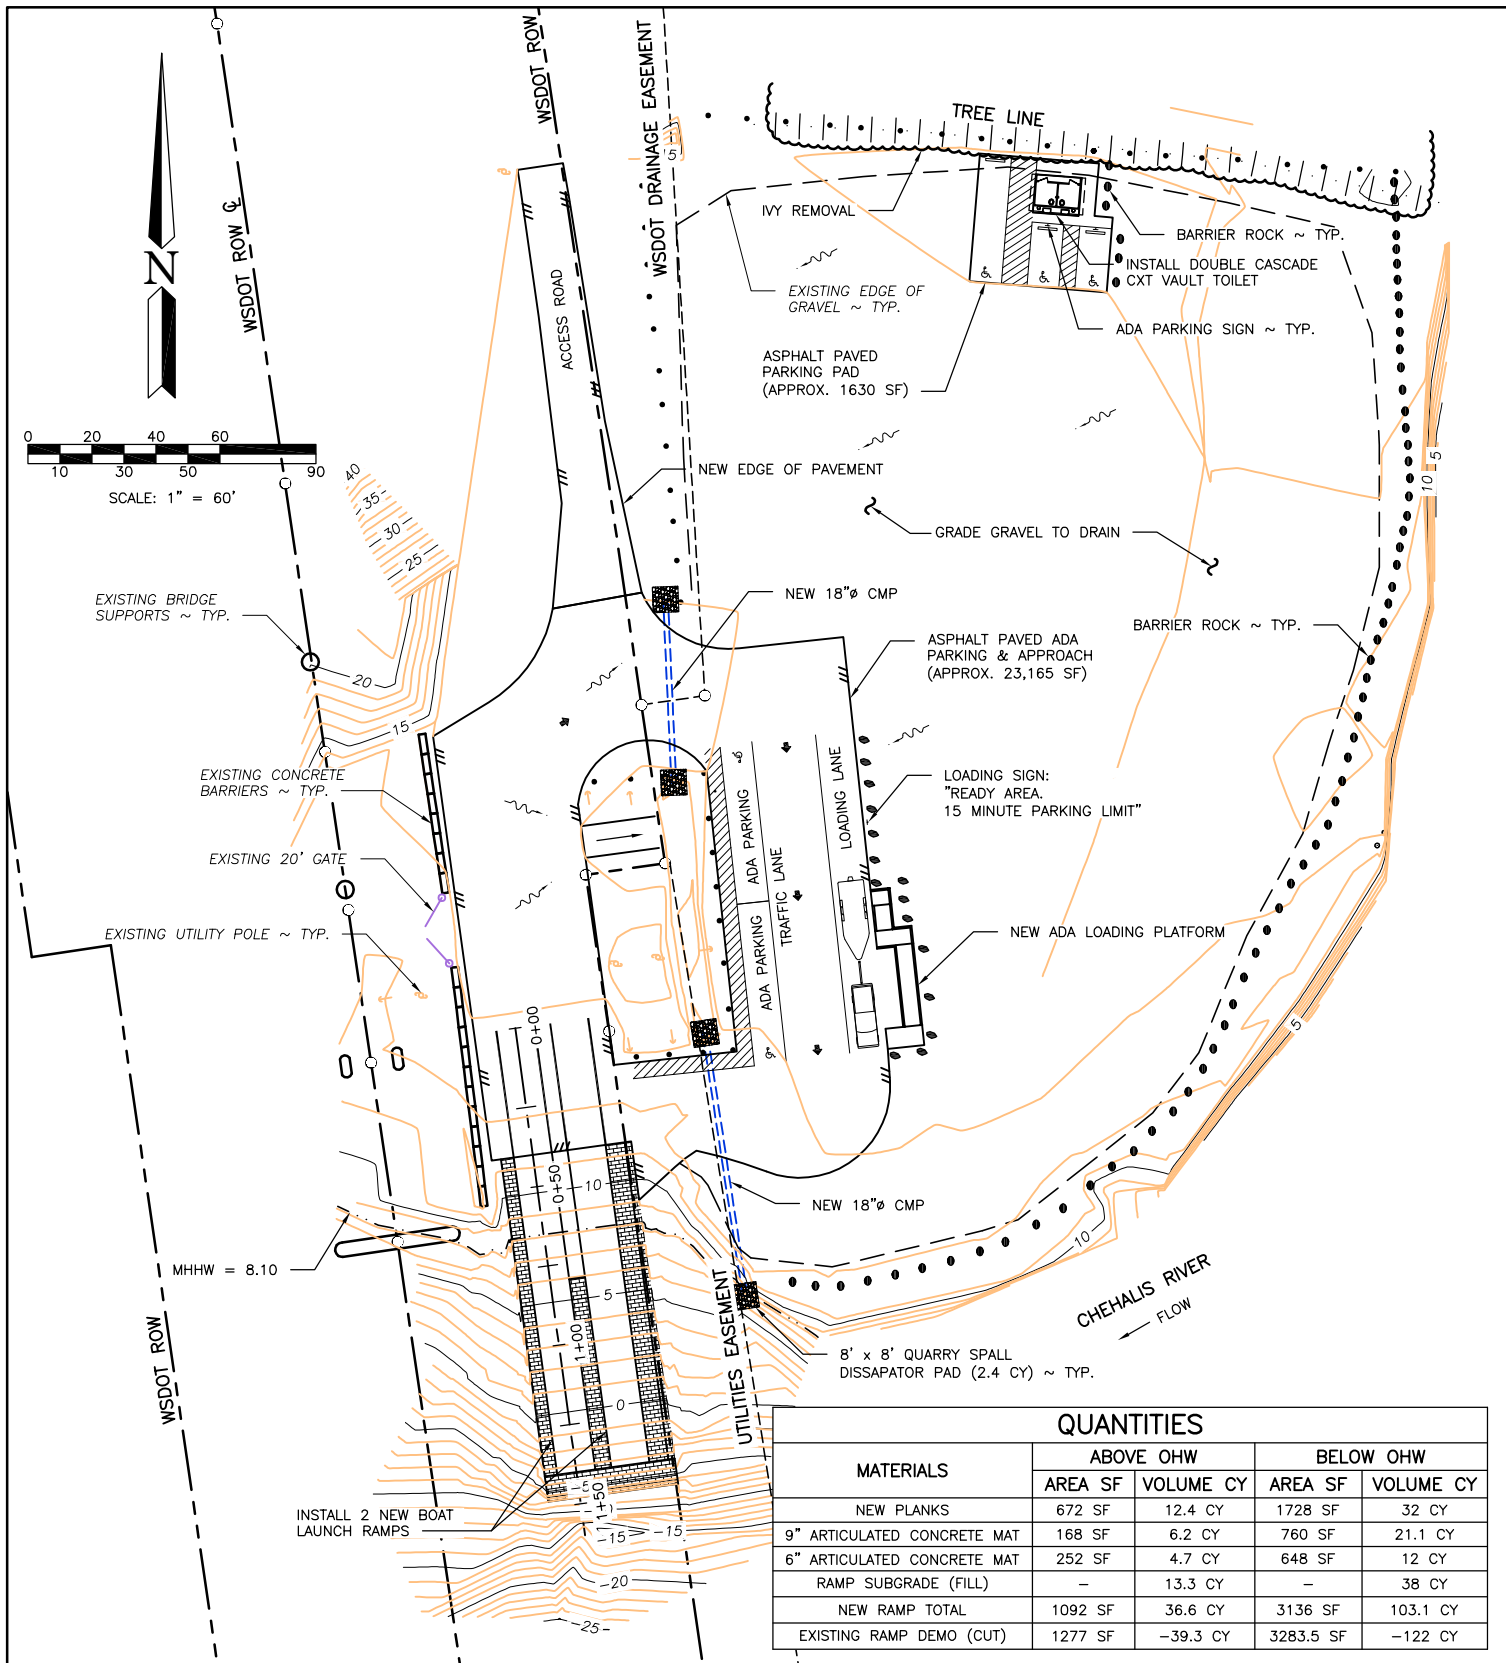 WSDOT ROW ℄
WSDOT ROW
WSDOT DRAINAGE EASEMENT
TREE LINE
5
N
IVY REMOVAL
BARRIER ROCK ~ TYP.
INSTALL DOUBLE CASCADE
CXT VAULT TOILET
EXISTING EDGE OF
GRAVEL ~ TYP.
ADA PARKING SIGN ~ TYP.
ACCESS ROAD
ASPHALT PAVED
PARKING PAD
(APPROX. 1630 SF)
0 20 40 60
10 30 50 90
SCALE: 1" = 60'
40
35
30
25
NEW EDGE OF PAVEMENT
10
5
GRADE GRAVEL TO DRAIN
EXISTING BRIDGE
SUPPORTS ~ TYP.
NEW 18"ø CMP
BARRIER ROCK ~ TYP.
ASPHALT PAVED ADA
PARKING & APPROACH
(APPROX. 23,165 SF)
20
15
EXISTING CONCRETE
BARRIERS ~ TYP.
LOADING SIGN:
"READY AREA.
15 MINUTE PARKING LIMIT"
ADA PARKING
ADA PARKING
TRAFFIC LANE
LOADING LANE
EXISTING 20' GATE
EXISTING UTILITY POLE ~ TYP.
NEW ADA LOADING PLATFORM
5
0+00
0+50
10
NEW 18"ø CMP
10
MHHW = 8.10
5
1+00
0
CHEHALIS RIVER
FLOW
UTILITIES EASEMENT
WSDOT ROW
8' x 8' QUARRY SPALL
DISSAPATOR PAD (2.4 CY) ~ TYP.
INSTALL 2 NEW BOAT
LAUNCH RAMPS
-5
1+50
-15
-15
-20
-25
QUANTITIES
MATERIALS ABOVE OHW BELOW OHW
AREA SF VOLUME CY AREA SF VOLUME CY
NEW PLANKS 672 SF 12.4 CY 1728 SF 32 CY
9" ARTICULATED CONCRETE MAT 168 SF 6.2 CY 760 SF 21.1 CY
6" ARTICULATED CONCRETE MAT 252 SF 4.7 CY 648 SF 12 CY
RAMP SUBGRADE (FILL) – 13.3 CY – 38 CY
NEW RAMP TOTAL 1092 SF 36.6 CY 3136 SF 103.1 CY
EXISTING RAMP DEMO (CUT) 1277 SF -39.3 CY 3283.5 SF -122 CY